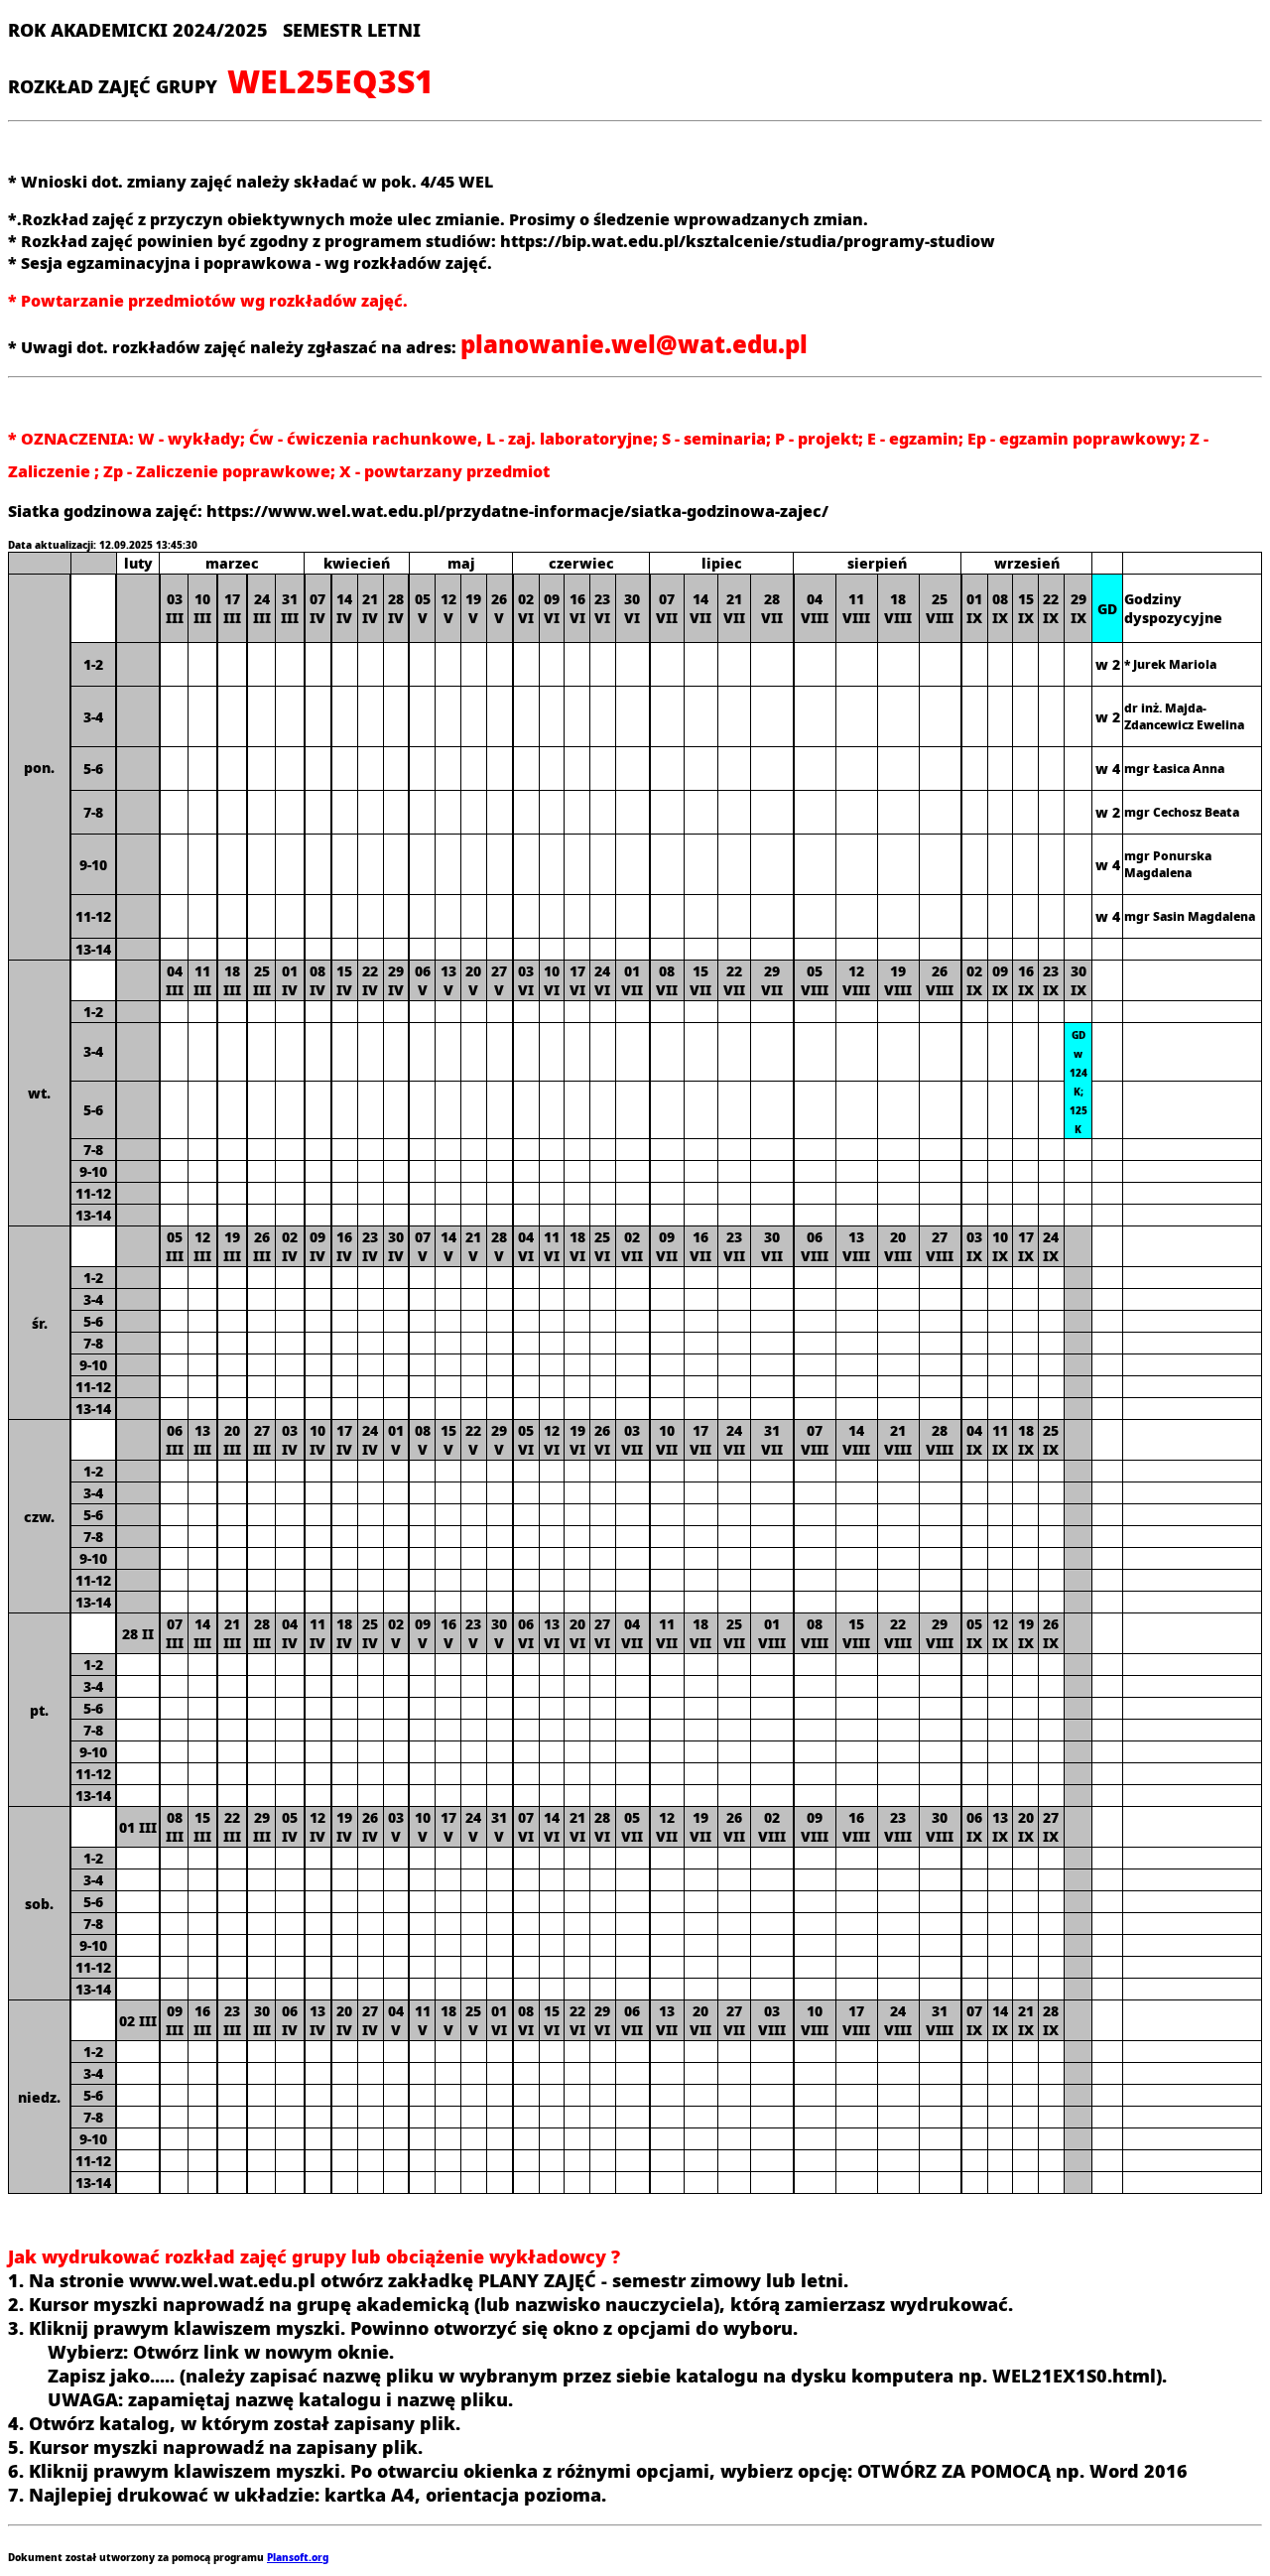 ROK AKADEMICKI 2024/2025 SEMESTR LETNI
ROZKŁAD ZAJĘĆ GRUPY WEL25EQ3S1
* Wnioski dot. zmiany zajęć należy składać w pok. 4/45 WEL
*.Rozkład zajęć z przyczyn obiektywnych może ulec zmianie. Prosimy o śledzenie wprowadzanych zmian.
* Rozkład zajęć powinien być zgodny z programem studiów: https://bip.wat.edu.pl/ksztalcenie/studia/programy-studiow
* Sesja egzaminacyjna i poprawkowa - wg rozkładów zajęć.
* Powtarzanie przedmiotów wg rozkładów zajęć.
* Uwagi dot. rozkładów zajęć należy zgłaszać na adres: planowanie.wel@wat.edu.pl
* OZNACZENIA: W - wykłady; Ćw - ćwiczenia rachunkowe, L - zaj. laboratoryjne; S - seminaria; P - projekt; E - egzamin; Ep - egzamin poprawkowy; Z -
Zaliczenie ; Zp - Zaliczenie poprawkowe; X - powtarzany przedmiot
Siatka godzinowa zajęć: https://www.wel.wat.edu.pl/przydatne-informacje/siatka-godzinowa-zajec/
Data aktualizacji: 12.09.2025 13:45:30
luty marzec kwiecień maj czerwiec lipiec sierpień wrzesień
03 10 17 24 31 07 14 21 28 05 12 19 26 02 09 16 23 30 07 14 21 28 04 11 18 25 01 08 15 22 29 GD Godziny
III III III III III IV IV IV IV V V V V VI VI VI VI VI VII VII VII VII VIII VIII VIII VIII IX IX IX IX IX dyspozycyjne
1-2 w 2 * Jurek Mariola
3-4 w 2 dr inż. Majda-
Zdancewicz Ewelina
pon. 5-6 w 4 mgr Łasica Anna
7-8 w 2 mgr Cechosz Beata
9-10 w 4 mgr Ponurska
Magdalena
11-12 w 4 mgr Sasin Magdalena
13-14
04 11 18 25 01 08 15 22 29 06 13 20 27 03 10 17 24 01 08 15 22 29 05 12 19 26 02 09 16 23 30
III III III III IV IV IV IV IV V V V V VI VI VI VI VII VII VII VII VII VIII VIII VIII VIII IX IX IX IX IX
1-2
3-4 GD
w
124
wt.
5-6 K;
125
K
7-8
9-10
11-12
13-14
05 12 19 26 02 09 16 23 30 07 14 21 28 04 11 18 25 02 09 16 23 30 06 13 20 27 03 10 17 24
III III III III IV IV IV IV IV V V V V VI VI VI VI VII VII VII VII VII VIII VIII VIII VIII IX IX IX IX
1-2
3-4
śr. 5-6
7-8
9-10
11-12
13-14
06 13 20 27 03 10 17 24 01 08 15 22 29 05 12 19 26 03 10 17 24 31 07 14 21 28 04 11 18 25
III III III III IV IV IV IV V V V V V VI VI VI VI VII VII VII VII VII VIII VIII VIII VIII IX IX IX IX
1-2
3-4
czw. 5-6
7-8
9-10
11-12
13-14
28 II 07 14 21 28 04 11 18 25 02 09 16 23 30 06 13 20 27 04 11 18 25 01 08 15 22 29 05 12 19 26
III III III III IV IV IV IV V V V V V VI VI VI VI VII VII VII VII VIII VIII VIII VIII VIII IX IX IX IX
1-2
3-4
pt. 5-6
7-8
9-10
11-12
13-14
01 III 08 15 22 29 05 12 19 26 03 10 17 24 31 07 14 21 28 05 12 19 26 02 09 16 23 30 06 13 20 27
III III III III IV IV IV IV V V V V V VI VI VI VI VII VII VII VII VIII VIII VIII VIII VIII IX IX IX IX
1-2
3-4
sob. 5-6
7-8
9-10
11-12
13-14
02 III 09 16 23 30 06 13 20 27 04 11 18 25 01 08 15 22 29 06 13 20 27 03 10 17 24 31 07 14 21 28
III III III III IV IV IV IV V V V V VI VI VI VI VI VII VII VII VII VIII VIII VIII VIII VIII IX IX IX IX
1-2
3-4
niedz. 5-6
7-8
9-10
11-12
13-14
Jak wydrukować rozkład zajęć grupy lub obciążenie wykładowcy ?
1. Na stronie www.wel.wat.edu.pl otwórz zakładkę PLANY ZAJĘĆ - semestr zimowy lub letni.
2. Kursor myszki naprowadź na grupę akademicką (lub nazwisko nauczyciela), którą zamierzasz wydrukować.
3. Kliknij prawym klawiszem myszki. Powinno otworzyć się okno z opcjami do wyboru.
Wybierz: Otwórz link w nowym oknie.
Zapisz jako..... (należy zapisać nazwę pliku w wybranym przez siebie katalogu na dysku komputera np. WEL21EX1S0.html).
UWAGA: zapamiętaj nazwę katalogu i nazwę pliku.
4. Otwórz katalog, w którym został zapisany plik.
5. Kursor myszki naprowadź na zapisany plik.
6. Kliknij prawym klawiszem myszki. Po otwarciu okienka z różnymi opcjami, wybierz opcję: OTWÓRZ ZA POMOCĄ np. Word 2016
7. Najlepiej drukować w układzie: kartka A4, orientacja pozioma.
Dokument został utworzony za pomocą programu Plansoft.org